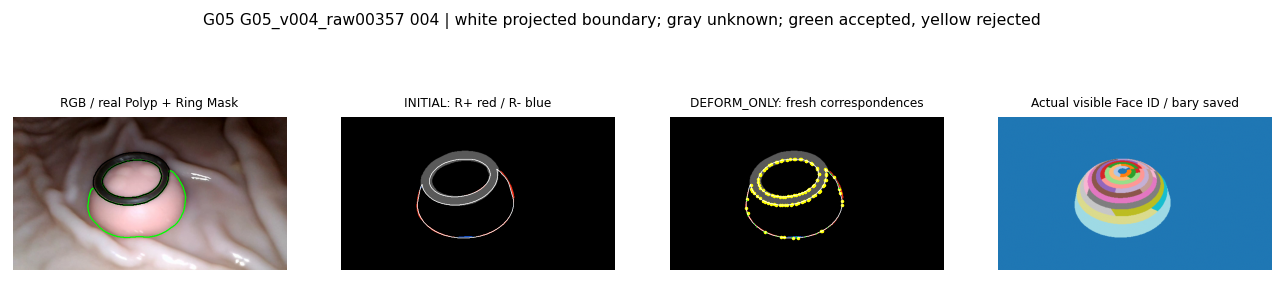 G05 G05_v004_raw00357 004 | white projected boundary; gray unknown; green accepted, yellow rejected
RGB / real Polyp + Ring Mask
INITIAL: R+ red / R- blue
DEFORM_ONLY: fresh correspondences
Actual visible Face ID / bary saved